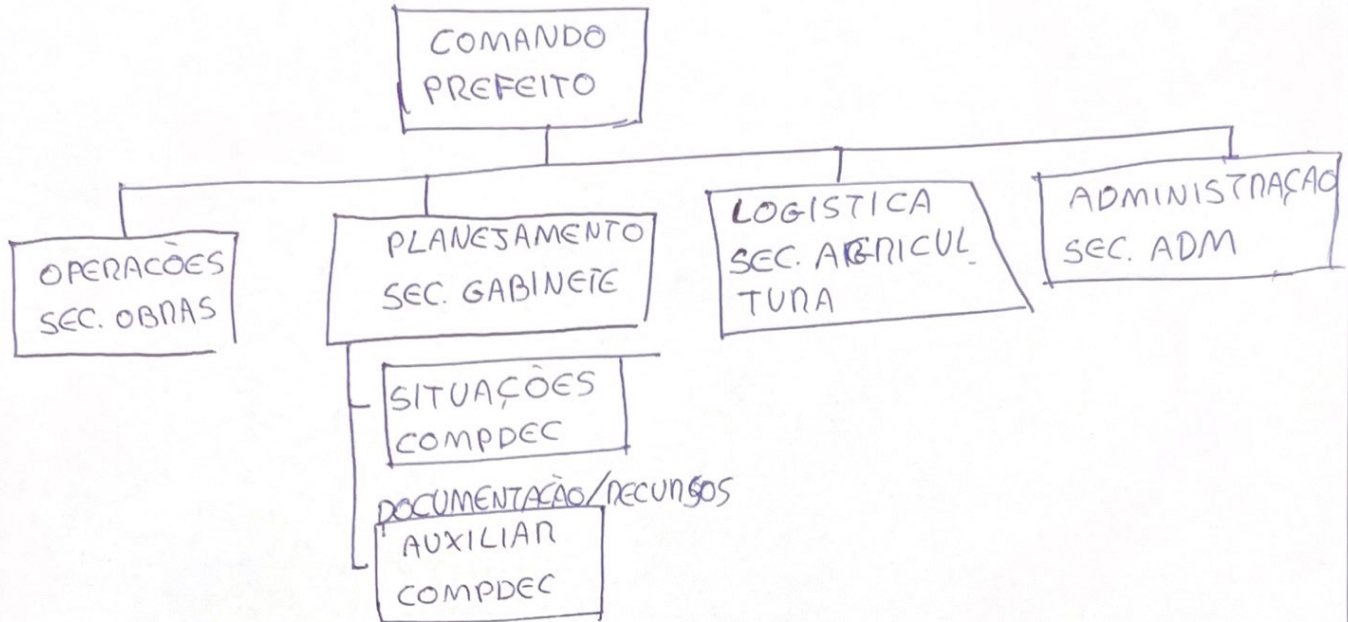 COMANDO
PREFEITO
OPERACÕES
SEC. OBRAS
PLANEJAMENTO
SEC. GABINETE
SITUAÇÕES
COMPDEC
DOCUMENTAÇÃO/RECURSOS
AUXILIAR
COMPDEC
LOGISTICA
SEC. AGRICUL
TURA
ADMINISTRAÇAO
SEC. ADM